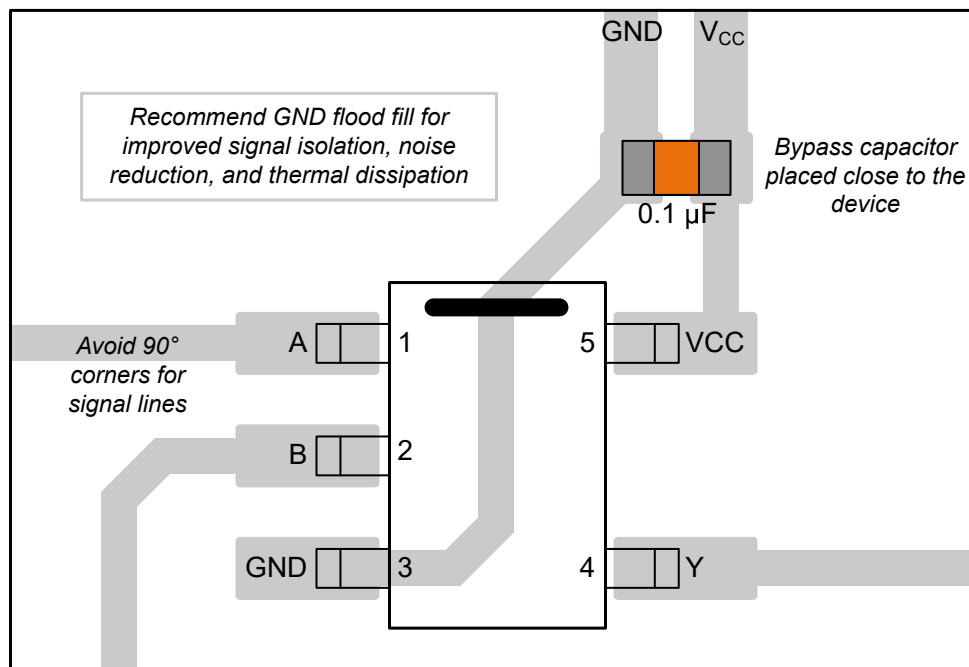 GND
V_CC
Recommend GND flood fill for
improved signal isolation, noise
reduction, and thermal dissipation
Bypass capacitor
placed close to the
device
0.1 µF
A
1
5
VCC
Avoid 90°
corners for
signal lines
B
2
GND
3
4
Y